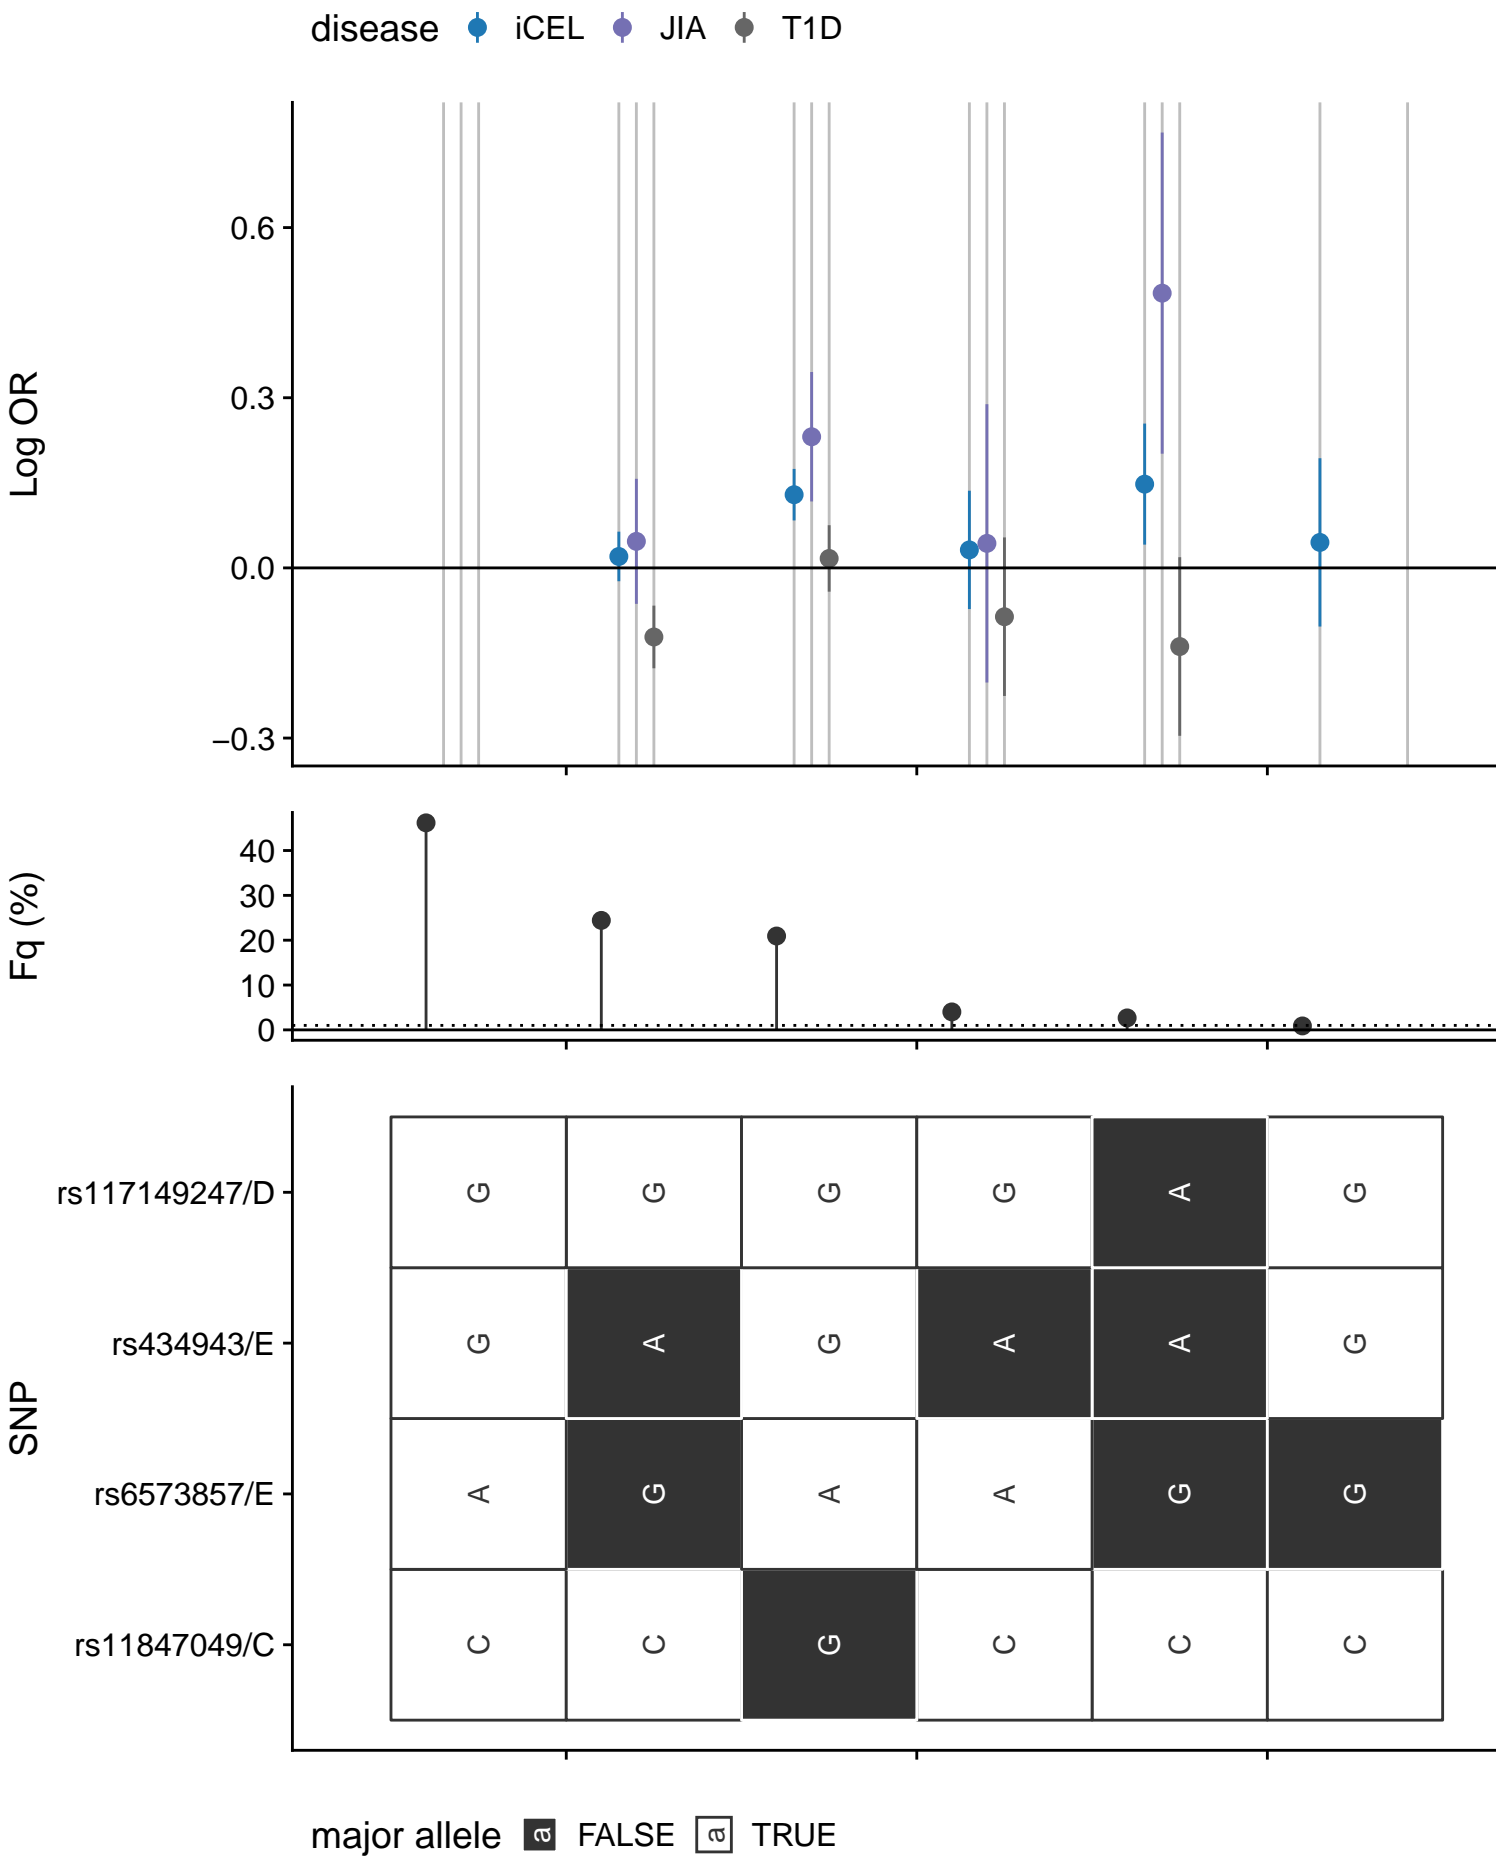 disease iCEL JIA T1D
Log OR
0.6
0.3
0.0
−0.3
Fq (%)
40
30
20
10
0
SNP
rs117149247/D G G G G A G
rs434943/E G A G A A G
rs6573857/E A G A A G G
rs11847049/C C C G C C C
major allele a FALSE a TRUE